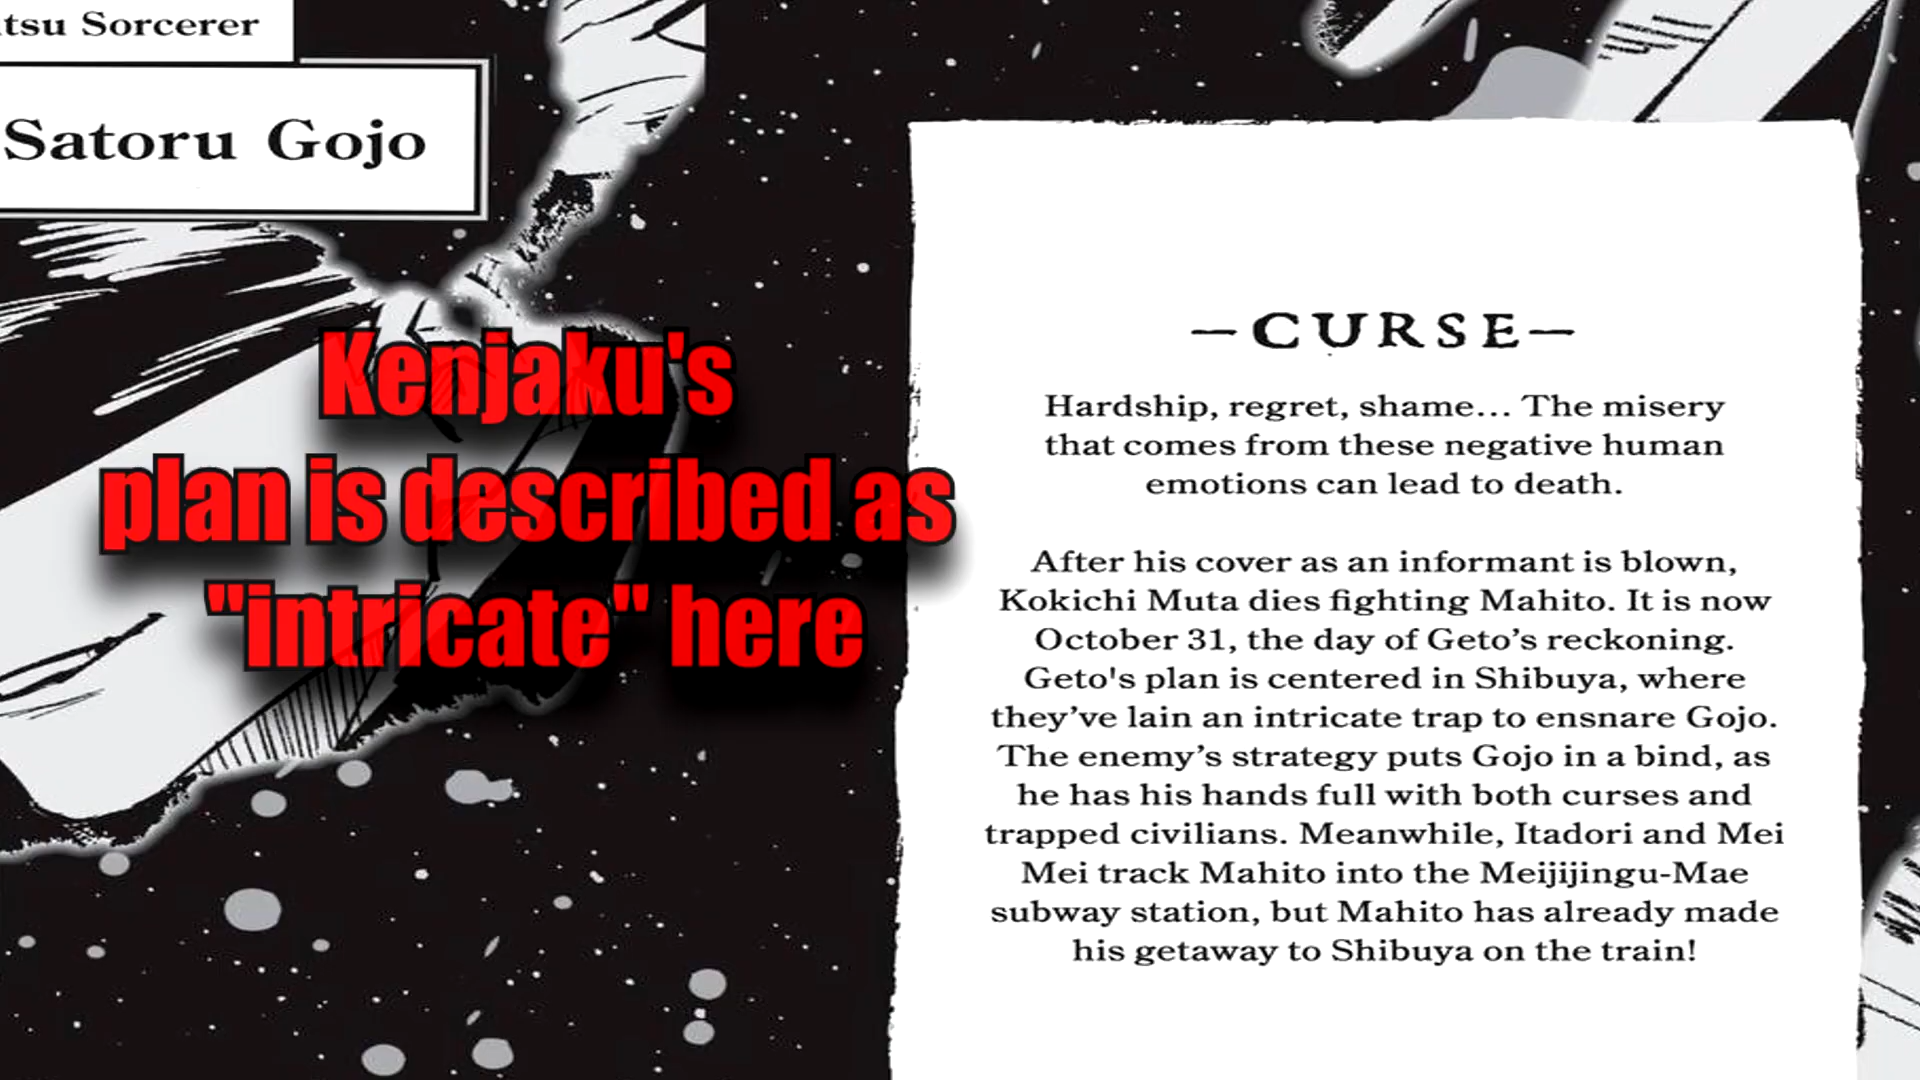 tsu Sorcerer
Satoru Gojo
Kenjaku's
plan is described as
"intricate" here
–CURSE–
Hardship, regret, shame... The misery
that comes from these negative human
emotions can lead to death.
After his cover as an informant is blown,
Kokichi Muta dies fighting Mahito. It is now
October 31, the day of Geto’s reckoning.
Geto's plan is centered in Shibuya, where
they’ve lain an intricate trap to ensnare Gojo.
The enemy’s strategy puts Gojo in a bind, as
he has his hands full with both curses and
trapped civilians. Meanwhile, Itadori and Mei
Mei track Mahito into the Meijijingu-Mae
subway station, but Mahito has already made
his getaway to Shibuya on the train!